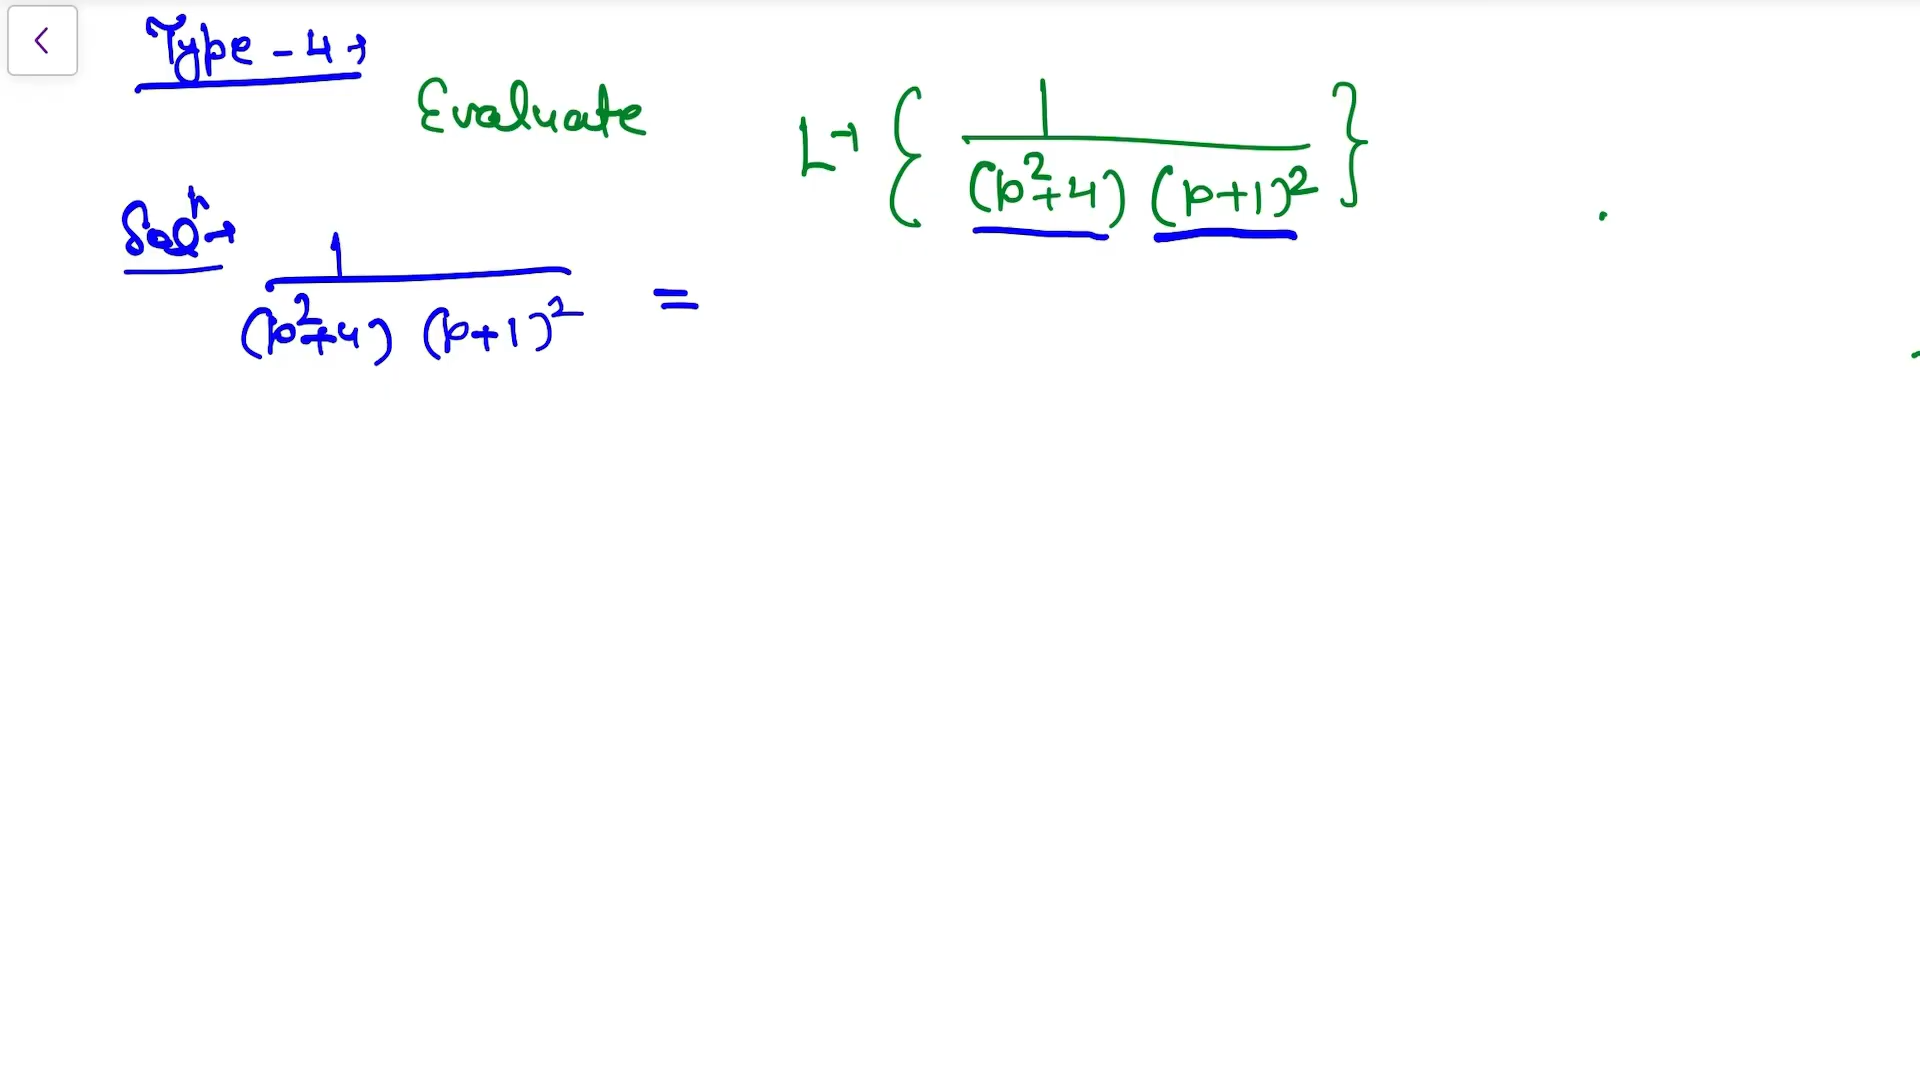 Type - 4 →
Evaluate L⁻¹ { 1 / (p²+4) (p+1)² } .
Solⁿ → 1 / (p²+4) (p+1)² =